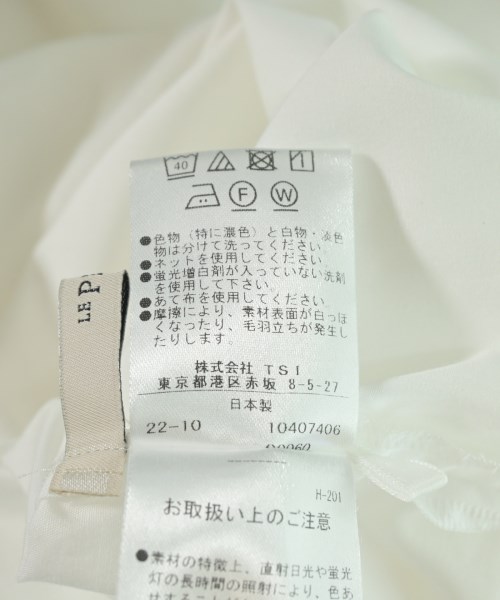 40
F W
●色物(特に濃色)と白物・淡色
物は分けて洗ってください。
●ネットを使用してください。
●蛍光増白剤が入っていない洗剤
を使用して下さい。
●あて布を使用してください。
●摩擦により、素材表面が白っぽ
くなったり、毛羽立ちが発生し
たりします。
LE P
株式会社 TSI
東京都港区赤坂 8-5-27
日本製
22-10 10407406
H-201
お取扱い上のご注意
●素材の特徴上、直射日光や蛍光
灯の長時間の照射により、色あ